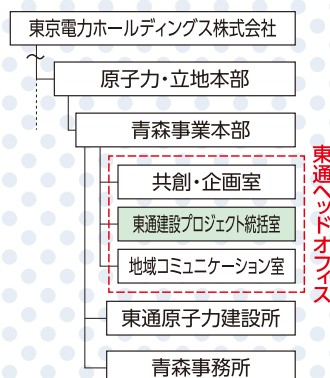 東京電力ホールディングス株式会社
原子力・立地本部
青森事業本部
共創・企画室
東通建設プロジェクト統括室
地域コミュニケーション室
東通ヘッドオフィス
東通原子力建設所
青森事務所